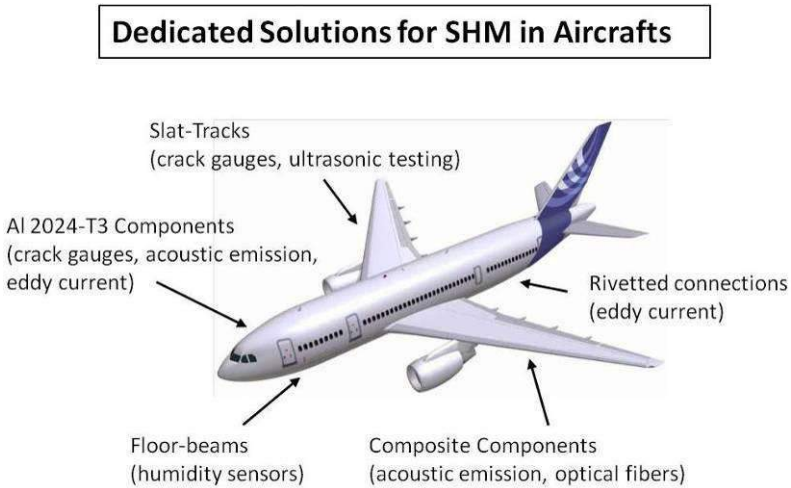 Dedicated Solutions for SHM in Aircrafts
Slat-Tracks
(crack gauges, ultrasonic testing)
Al 2024-T3 Components
(crack gauges, acoustic emission,
eddy current)
Rivetted connections
(eddy current)
Floor-beams
(humidity sensors)
Composite Components
(acoustic emission, optical fibers)